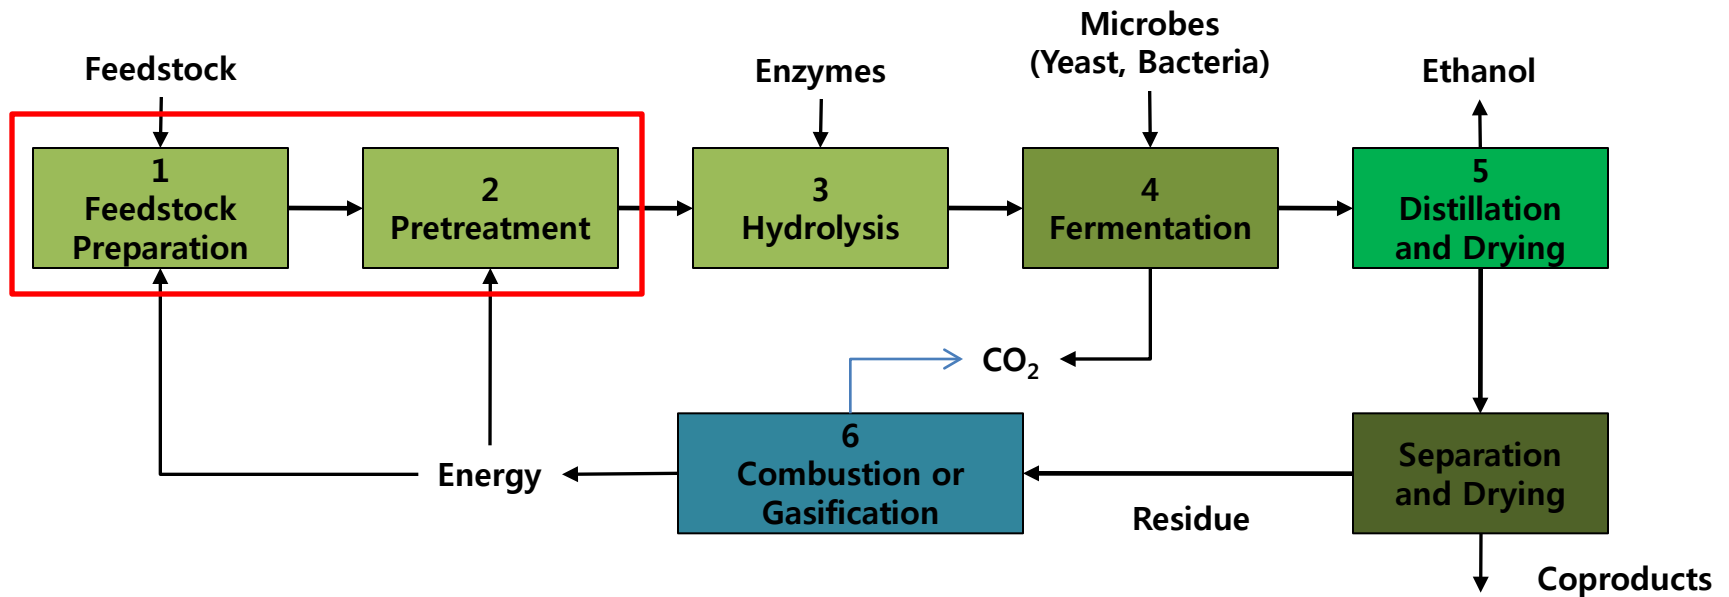 Feedstock
Enzymes
Microbes
(Yeast, Bacteria)
Ethanol
1
Feedstock
Preparation
2
Pretreatment
3
Hydrolysis
4
Fermentation
5
Distillation
and Drying
CO₂
Energy
6
Combustion or
Gasification
Residue
Separation
and Drying
Coproducts